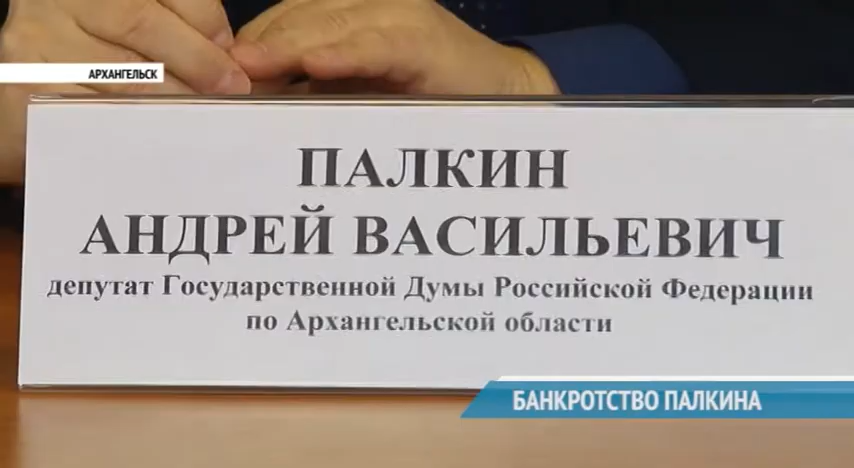 АРХАНГЕЛЬСК
ПАЛКИН
АНДРЕЙ ВАСИЛЬЕВИЧ
депутат Государственной Думы Российской Федерации
по Архангельской области
БАНКРОТСТВО ПАЛКИНА